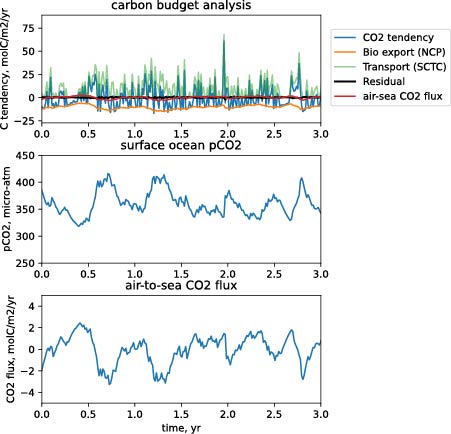 carbon budget analysis
C tendency, molC/m2/yr
75
50
25
0
−25
0.0 0.5 1.0 1.5 2.0 2.5 3.0
CO2 tendency
Bio export (NCP)
Transport (SCTC)
Residual
air-sea CO2 flux
surface ocean pCO2
pCO2, micro-atm
450
400
350
300
250
0.0 0.5 1.0 1.5 2.0 2.5 3.0
air-to-sea CO2 flux
CO2 flux, molC/m2/yr
4
2
0
−2
−4
0.0 0.5 1.0 1.5 2.0 2.5 3.0
time, yr